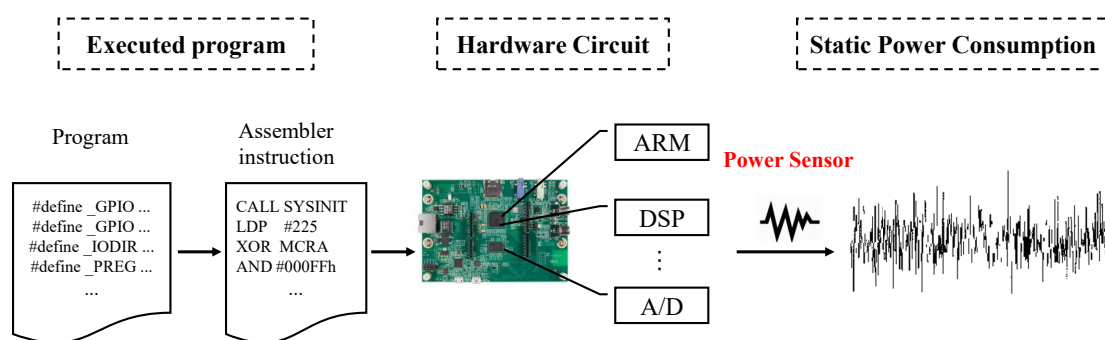 Executed program
Hardware Circuit
Static Power Consumption
Program
Assembler
instruction
#define _GPIO ...
#define _GPIO ...
#define _IODIR ...
#define _PREG ...
...
CALL SYSINIT
LDP #225
XOR MCRA
AND #000FFh
...
ARM
DSP
⋮
A/D
Power Sensor